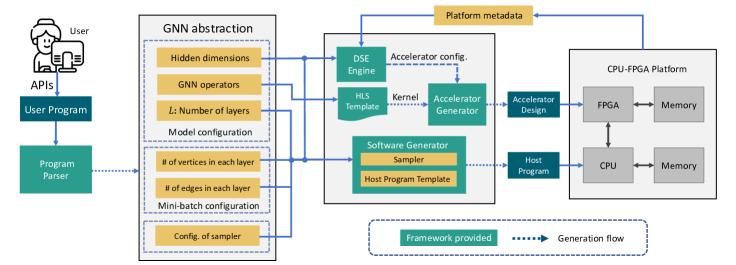 User
APIs
User Program
Program
Parser
GNN abstraction
Hidden dimensions
GNN operators
L: Number of layers
Model configuration
# of vertices in each layer
# of edges in each layer
Mini-batch configuration
Config. of sampler
Platform metadata
DSE
Engine
Accelerator config.
HLS
Template
Kernel
Accelerator
Generator
Software Generator
Sampler
Host Program Template
Accelerator
Design
Host
Program
CPU-FPGA Platform
FPGA
Memory
CPU
Memory
Framework provided
Generation flow